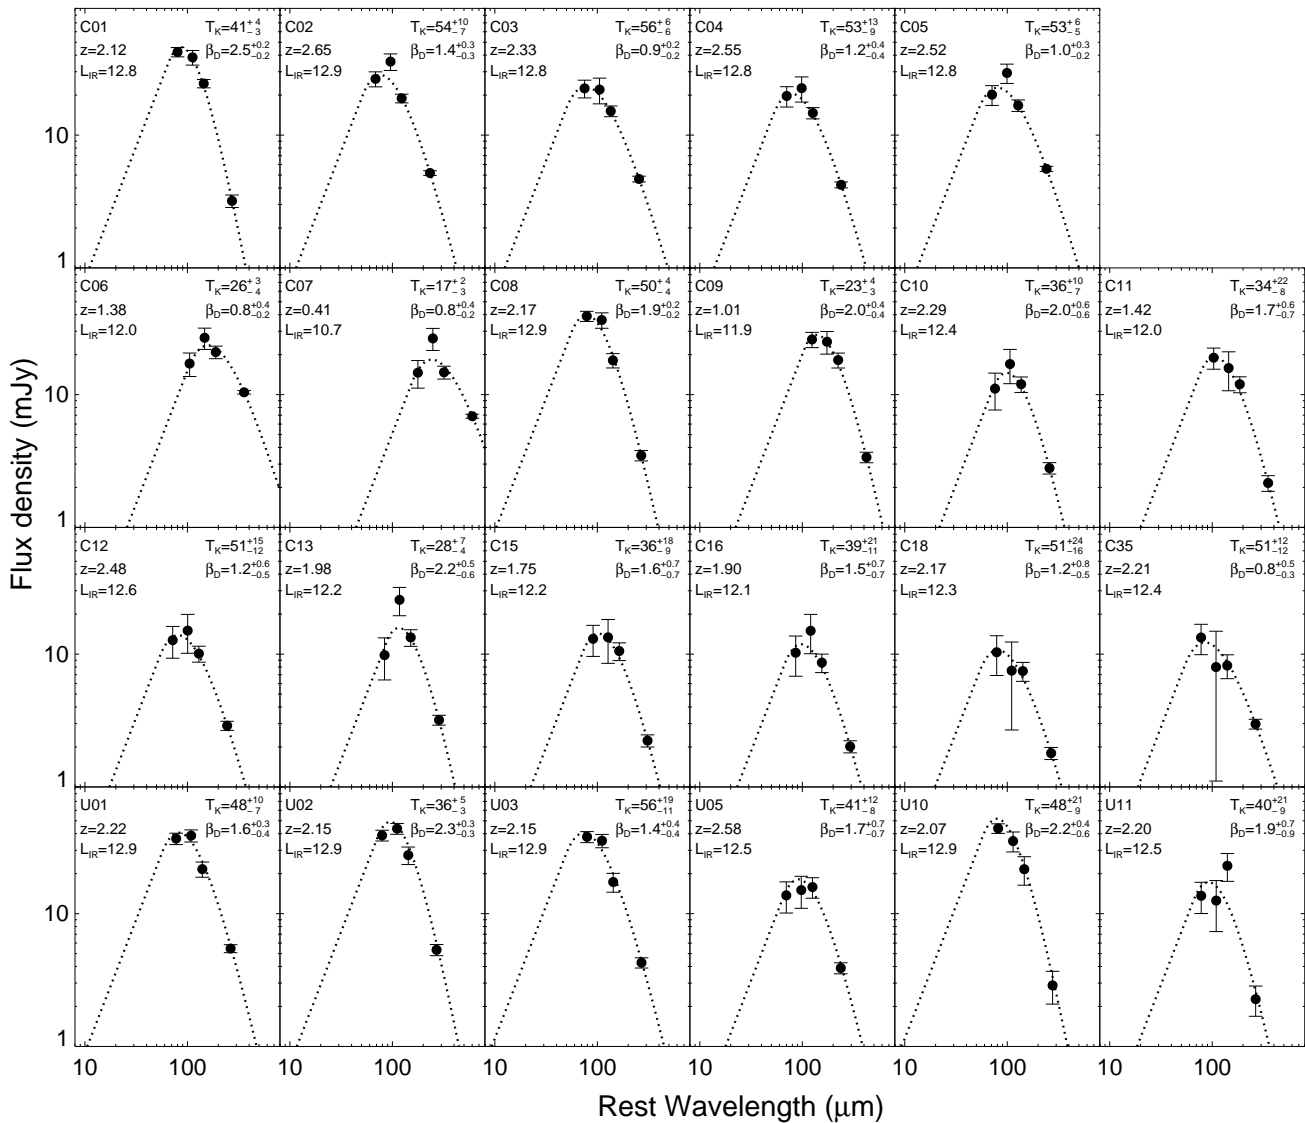 C01 T_K=41^{+4}_{-3}
z=2.12 β_D=2.5^{+0.2}_{-0.2}
L_IR=12.8
C02 T_K=54^{+10}_{-7}
z=2.65 β_D=1.4^{+0.3}_{-0.3}
L_IR=12.9
C03 T_K=56^{+6}_{-6}
z=2.33 β_D=0.9^{+0.2}_{-0.2}
L_IR=12.8
C04 T_K=53^{+13}_{-9}
z=2.55 β_D=1.2^{+0.4}_{-0.4}
L_IR=12.8
C05 T_K=53^{+6}_{-5}
z=2.52 β_D=1.0^{+0.3}_{-0.2}
L_IR=12.8
10
1
C06 T_K=26^{+3}_{-4}
z=1.38 β_D=0.8^{+0.4}_{-0.2}
L_IR=12.0
C07 T_K=17^{+2}_{-3}
z=0.41 β_D=0.8^{+0.4}_{-0.2}
L_IR=10.7
C08 T_K=50^{+4}_{-4}
z=2.17 β_D=1.9^{+0.2}_{-0.2}
L_IR=12.9
C09 T_K=23^{+4}_{-3}
z=1.01 β_D=2.0^{+0.4}_{-0.4}
L_IR=11.9
C10 T_K=36^{+10}_{-7}
z=2.29 β_D=2.0^{+0.6}_{-0.6}
L_IR=12.4
C11 T_K=34^{+22}_{-8}
z=1.42 β_D=1.7^{+0.6}_{-0.7}
L_IR=12.0
10
1
C12 T_K=51^{+15}_{-12}
z=2.48 β_D=1.2^{+0.6}_{-0.5}
L_IR=12.6
C13 T_K=28^{+7}_{-4}
z=1.98 β_D=2.2^{+0.5}_{-0.6}
L_IR=12.2
C15 T_K=36^{+18}_{-9}
z=1.75 β_D=1.6^{+0.7}_{-0.7}
L_IR=12.2
C16 T_K=39^{+21}_{-11}
z=1.90 β_D=1.5^{+0.7}_{-0.7}
L_IR=12.1
C18 T_K=51^{+24}_{-16}
z=2.17 β_D=1.2^{+0.8}_{-0.5}
L_IR=12.3
C35 T_K=51^{+12}_{-12}
z=2.21 β_D=0.8^{+0.5}_{-0.3}
L_IR=12.4
10
1
U01 T_K=48^{+10}_{-7}
z=2.22 β_D=1.6^{+0.3}_{-0.4}
L_IR=12.9
U02 T_K=36^{+5}_{-3}
z=2.15 β_D=2.3^{+0.3}_{-0.3}
L_IR=12.9
U03 T_K=56^{+19}_{-11}
z=2.15 β_D=1.4^{+0.4}_{-0.4}
L_IR=12.9
U05 T_K=41^{+12}_{-8}
z=2.58 β_D=1.7^{+0.7}_{-0.7}
L_IR=12.5
U10 T_K=48^{+21}_{-9}
z=2.07 β_D=2.2^{+0.4}_{-0.6}
L_IR=12.9
U11 T_K=40^{+21}_{-9}
z=2.20 β_D=1.9^{+0.7}_{-0.9}
L_IR=12.5
10
1
10 100 10 100 10 100 10 100 10 100 10 100
Rest Wavelength (μm)
Flux density (mJy)